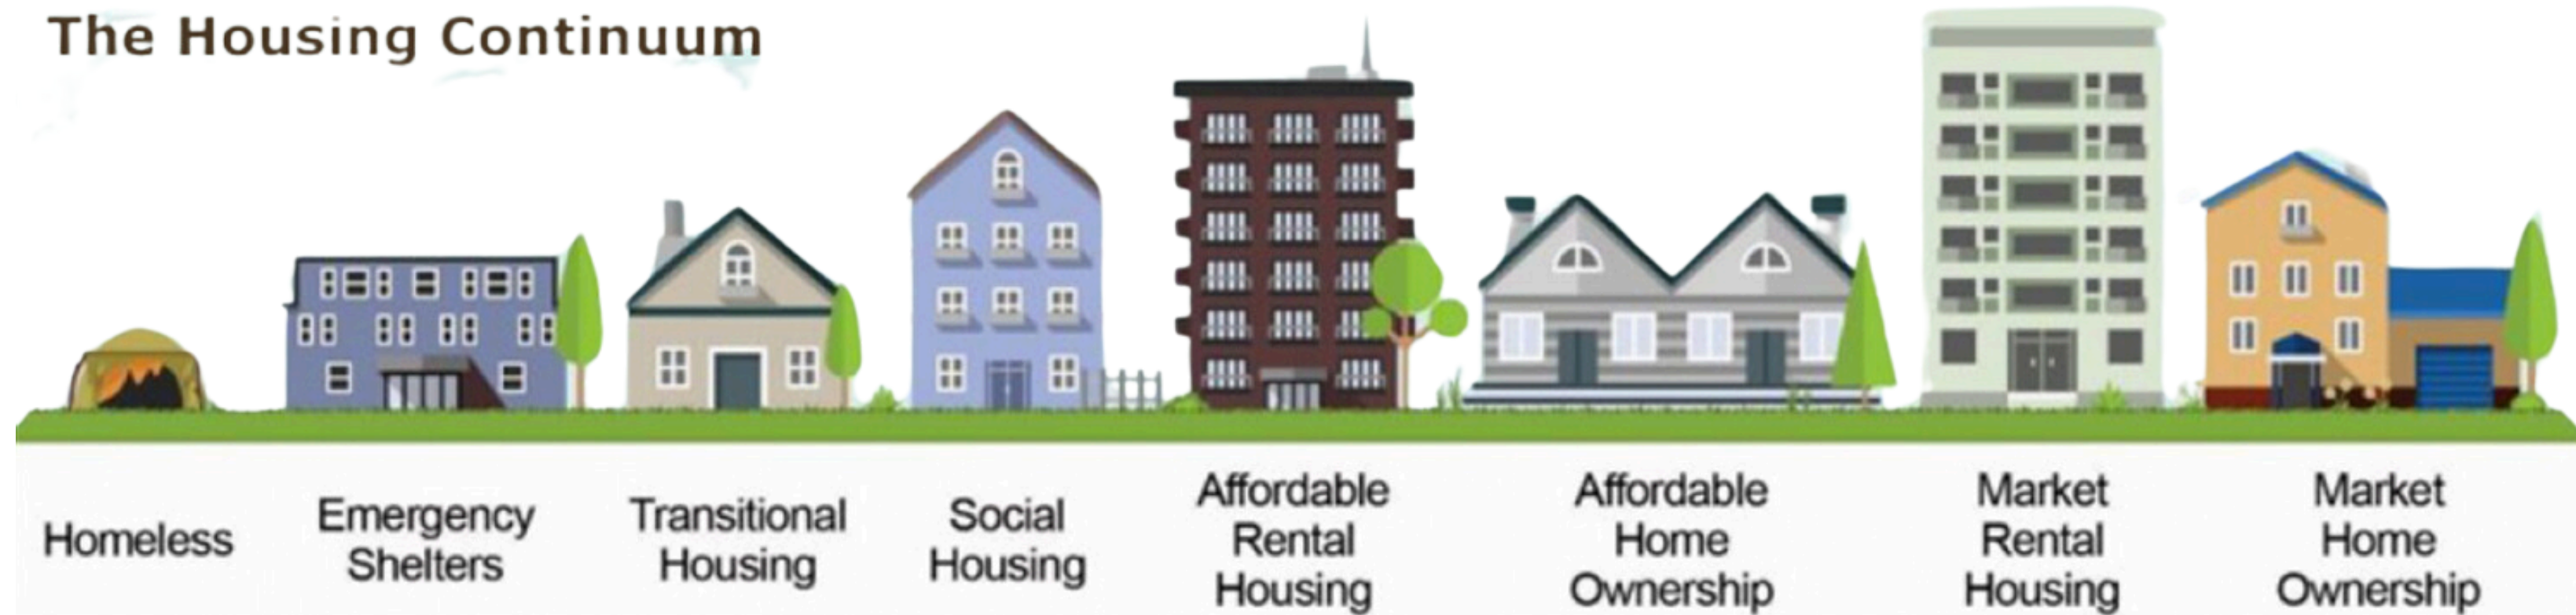 The Housing Continuum
Homeless
Emergency
Shelters
Transitional
Housing
Social
Housing
Affordable
Rental
Housing
Affordable
Home
Ownership
Market
Rental
Housing
Market
Home
Ownership